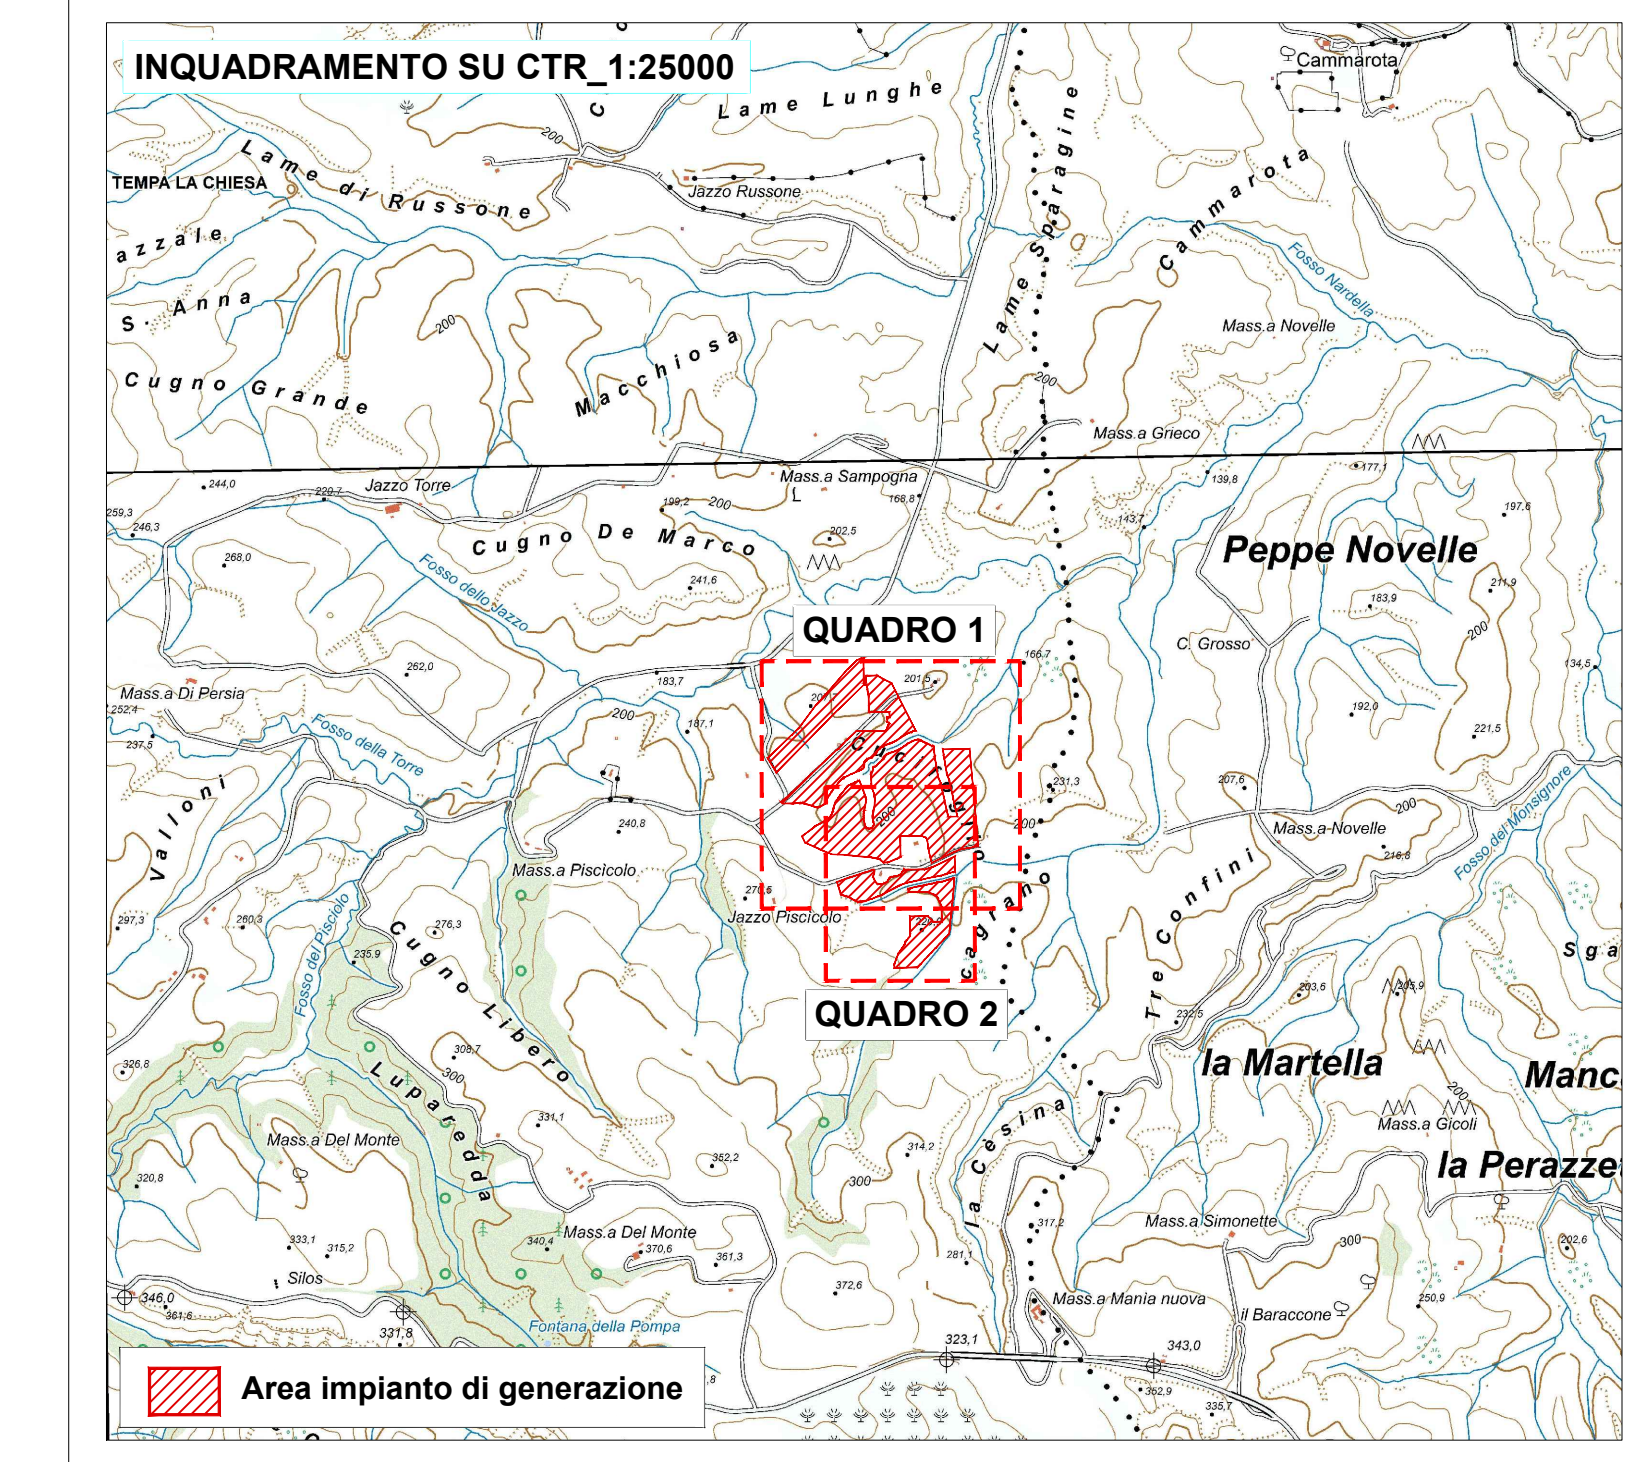 INQUADRAMENTO SU CTR_1:25000
Cammarota
Lame Lunghe
200
Lame di Russone
TEMPA LA CHIESA
Jazzo Russone
Lame Sparagine
Cammarota
azzale
Fosso Nardella
S. Anna
200
Mass.a Novelle
Macchiosa
Cugno Grande
200
Mass.a Grieco
177,1
244,0
220,7
Jazzo Torre
Mass.a Sampogna
168,8
139,8
259,3
246,3
199,2
200
143,7
197,6
202,5
Cugno De Marco
Peppe Novelle
268,0
Fosso dello Jazzo
241,6
211,9
183,9
QUADRO 1
200
C. Grosso
166,7
134,5
262,0
183,7
201,5
Mass.a Di Persia
252,4
237,5
200
187,1
192,0
221,5
Fosso della Torre
Cucifoglio
231,3
207,6
Valloni
200
200
200
240,8
Mass.a Novelle
216,8
Fosso del Monsignore
Mass.a Piscicolo
270,6
Jazzo Piscicolo
cagrano
Tre Confini
297,3
260,3
276,3
Fosso del Pisciolo
235,9
Cugno Libero
Sga
203,6
205,9
QUADRO 2
232,5
326,8
308,7
300
la Martella
Manc
200
Luparedda
331,1
la Cesina
Mass.a Gicoli
Mass.a Del Monte
314,2
352,2
la Perazze
320,8
300
333,1
315,2
340,4
Mass.a Del Monte
370,6
361,3
317,2
Mass.a Simonette
300
202,6
281,1
Silos
372,6
346,0
361,6
331,8
Fontana della Pompa
Mass.a Mania nuova
il Baraccone
250,9
323,1
343,0
Area impianto di generazione
352,9
335,7